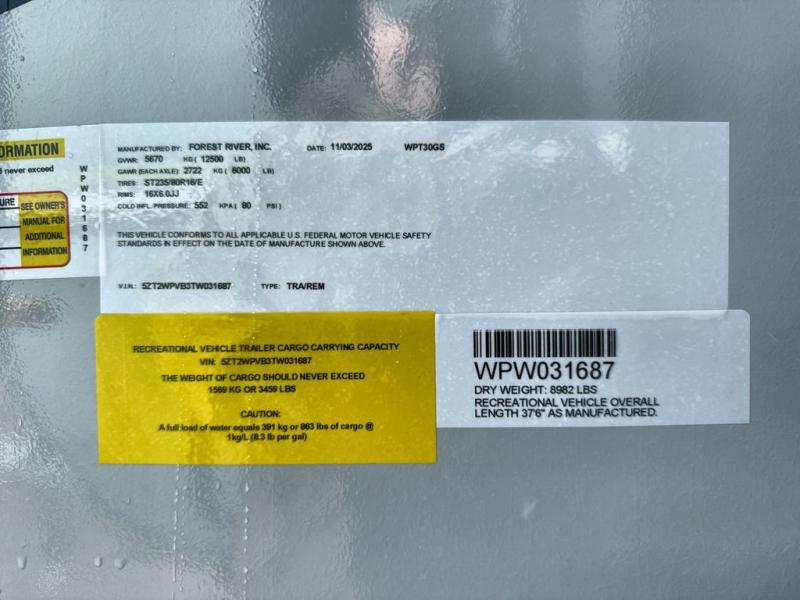 ORMATION
d never exceed
URE
SEE OWNER'S
MANUAL FOR
ADDITIONAL
INFORMATION
WPW031687
MANUFACTURED BY: FOREST RIVER, INC. DATE: 11/03/2025 WPT30GS
GVWR: 5670 KG ( 12500 LB)
GAWR (EACH AXLE): 2722 KG ( 6000 LB)
TIRES: ST235/80R16/E
RIMS: 16X6.0JJ
COLD INFL. PRESSURE: 552 KPA ( 80 PSI )
THIS VEHICLE CONFORMS TO ALL APPLICABLE U.S. FEDERAL MOTOR VEHICLE SAFETY
STANDARDS IN EFFECT ON THE DATE OF MANUFACTURE SHOWN ABOVE.
V.I.N.: 5ZT2WPVB3TW031687 TYPE: TRA/REM
RECREATIONAL VEHICLE TRAILER CARGO CARRYING CAPACITY
VIN: 5ZT2WPVB3TW031687
THE WEIGHT OF CARGO SHOULD NEVER EXCEED
1569 KG OR 3459 LBS
CAUTION:
A full load of water equals 391 kg or 863 lbs of cargo @
1kg/L (8.3 lb per gal)
WPW031687
DRY WEIGHT: 8982 LBS
RECREATIONAL VEHICLE OVERALL
LENGTH 37'6" AS MANUFACTURED.